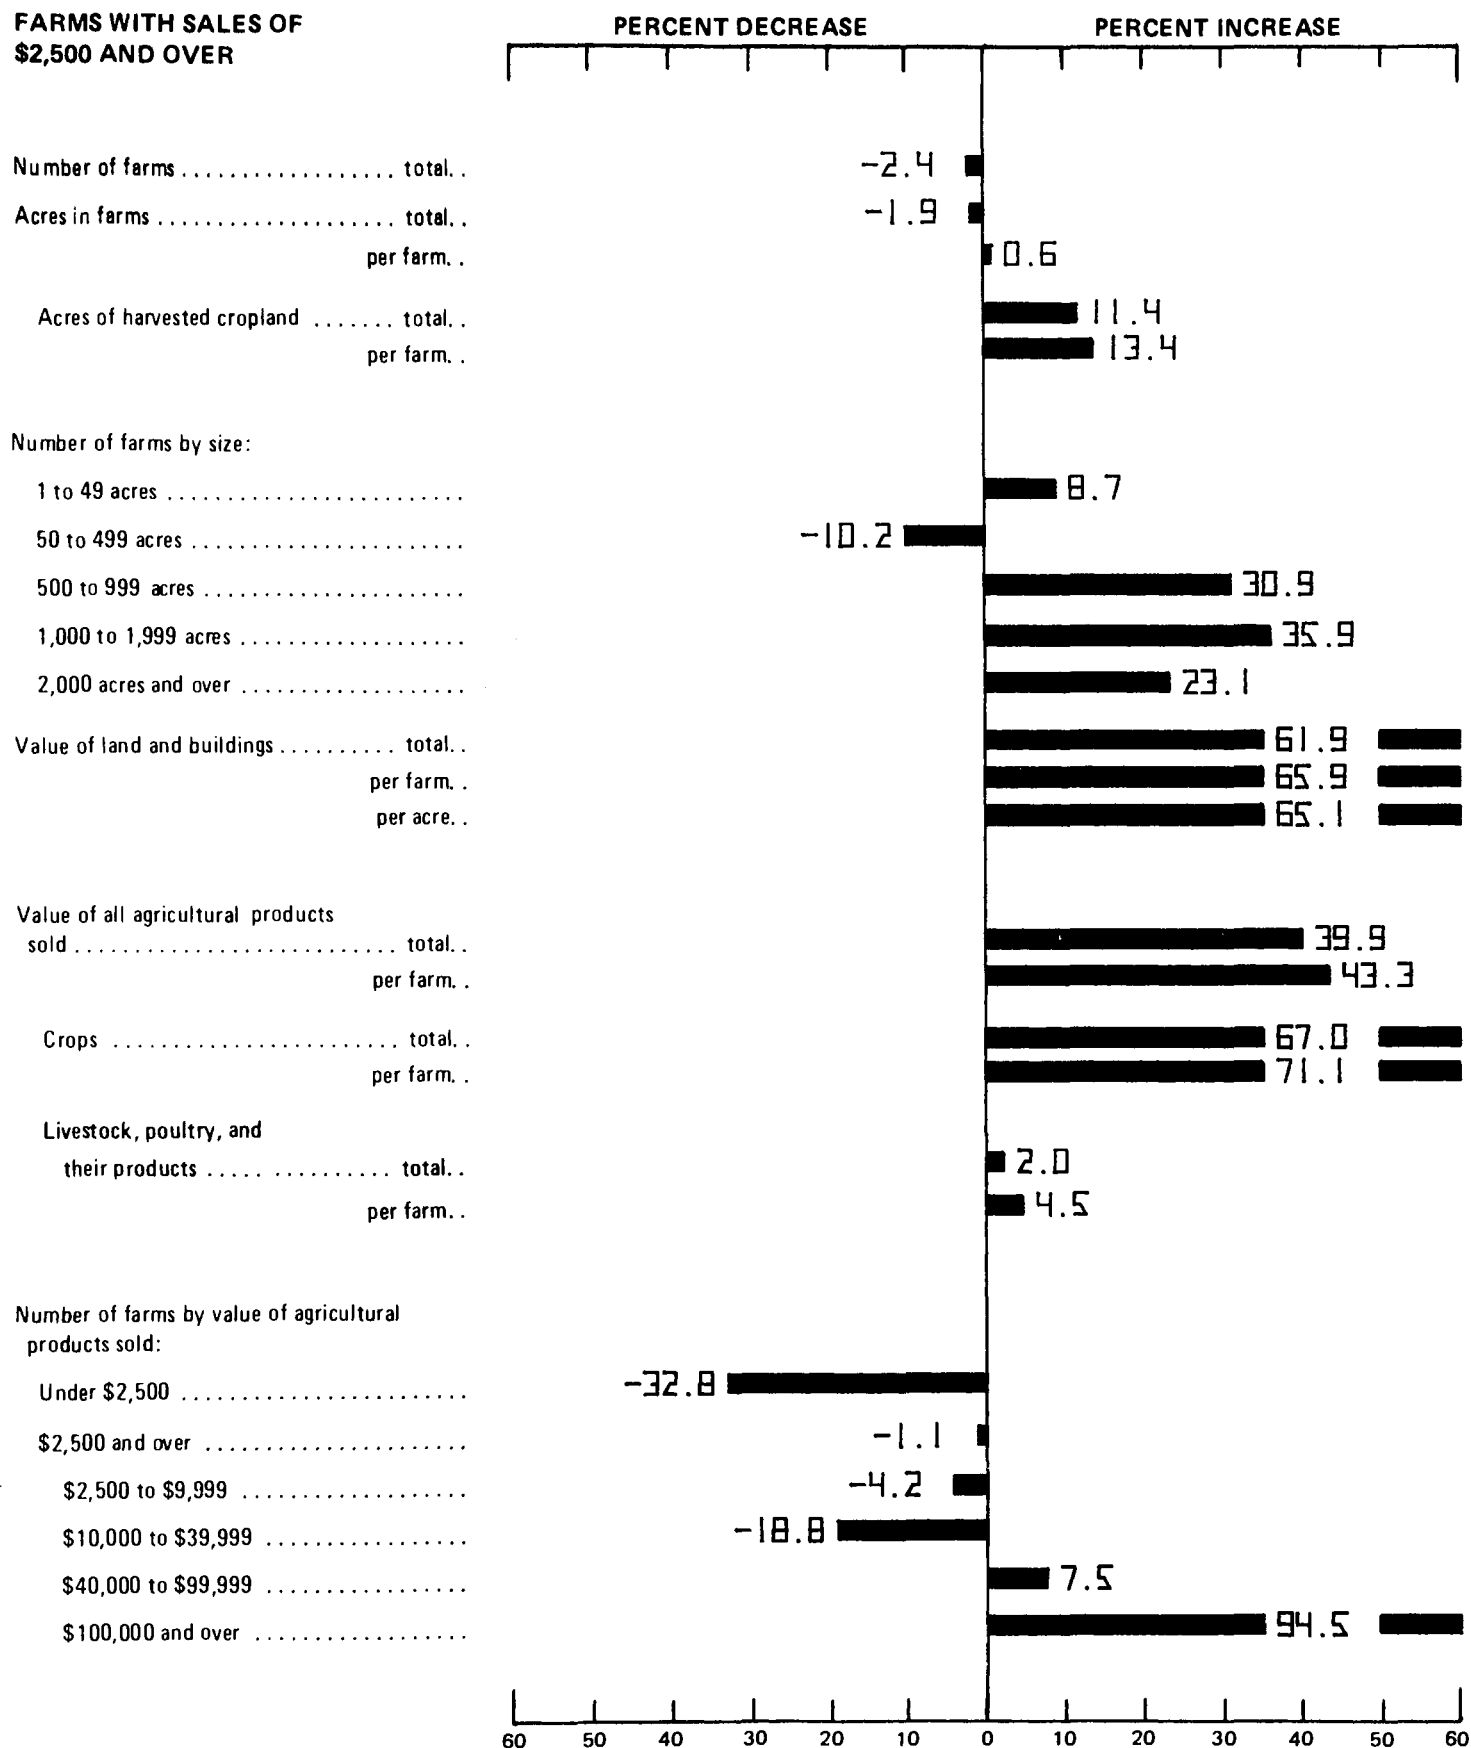 FARMS WITH SALES OF
$2,500 AND OVER
PERCENT DECREASE PERCENT INCREASE
Number of farms .................. total.. -2.4
Acres in farms .................... total.. -1.9
per farm.. 0.6
Acres of harvested cropland ....... total.. 11.4
per farm.. 13.4
Number of farms by size:
1 to 49 acres ......................... 8.7
50 to 499 acres ....................... -10.2
500 to 999 acres ...................... 30.9
1,000 to 1,999 acres ................... 35.9
2,000 acres and over ................... 23.1
Value of land and buildings .......... total.. 61.9
per farm.. 65.9
per acre.. 65.1
Value of all agricultural products
sold ........................... total.. 39.9
per farm.. 43.3
Crops ........................ total.. 67.0
per farm.. 71.1
Livestock, poultry, and
their products .... ............ total.. 2.0
per farm.. 4.5
Number of farms by value of agricultural
products sold:
Under $2,500 ........................ -32.8
$2,500 and over ...................... -1.1
$2,500 to $9,999 ................... -4.2
$10,000 to $39,999 ................. -18.8
$40,000 to $99,999 ................. 7.5
$100,000 and over .................. 94.5
60 50 40 30 20 10 0 10 20 30 40 50 60